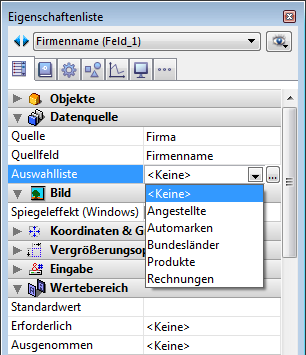 Eigenschaftenliste
Firmenname (Feld_1)
Objekte
Datenquelle
Quelle Firma
Quellfeld Firmenname
Auswahlliste <Keine> ...
<Keine>
Angestellte
Automarken
Bundesländer
Produkte
Rechnungen
Bild
Spiegeleffekt (Windows)
Koordinaten & G
Vergrößerungsop
Eingabe
Wertebereich
Standardwert
Erforderlich <Keine>
Ausgenommen <Keine>